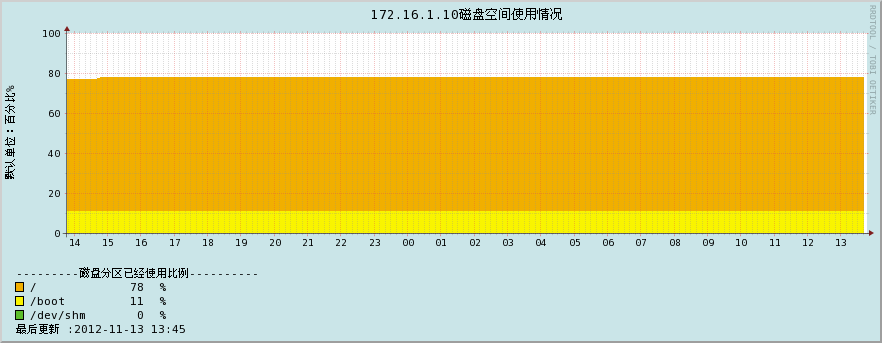 172.16.1.10磁盘空间使用情况
RRDTOOL / TOBI OETIKER
默认单位：百分比%
100
80
60
40
20
0
14 15 16 17 18 19 20 21 22 23 00 01 02 03 04 05 06 07 08 09 10 11 12 13
---------磁盘分区已经使用比例----------
/ 78 %
/boot 11 %
/dev/shm 0 %
最后更新 :2012-11-13 13:45